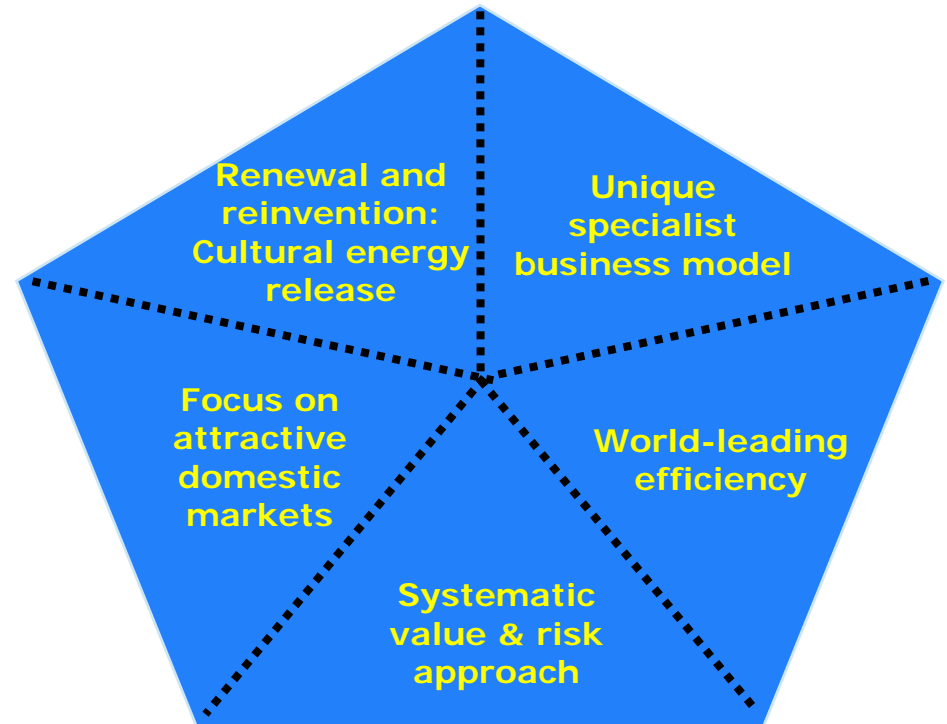 Renewal and
reinvention:
Cultural energy
release
Unique
specialist
business model
Focus on
attractive
domestic
markets
World-leading
efficiency
Systematic
value & risk
approach